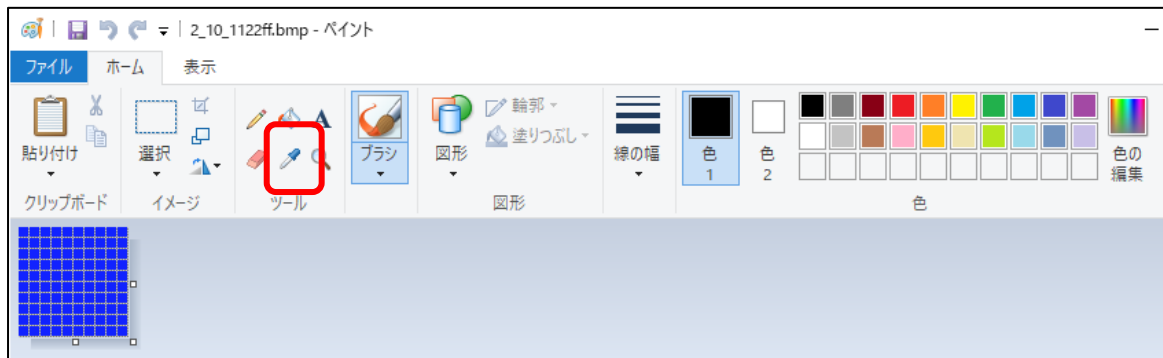 2_10_1122ff.bmp - ペイント
ファイル ホーム 表示
貼り付け
クリップボード
選択
イメージ
A
ツール
ブラシ
図形
輪郭
塗りつぶし
図形
線の幅
色
1
色
2
色の
編集
色